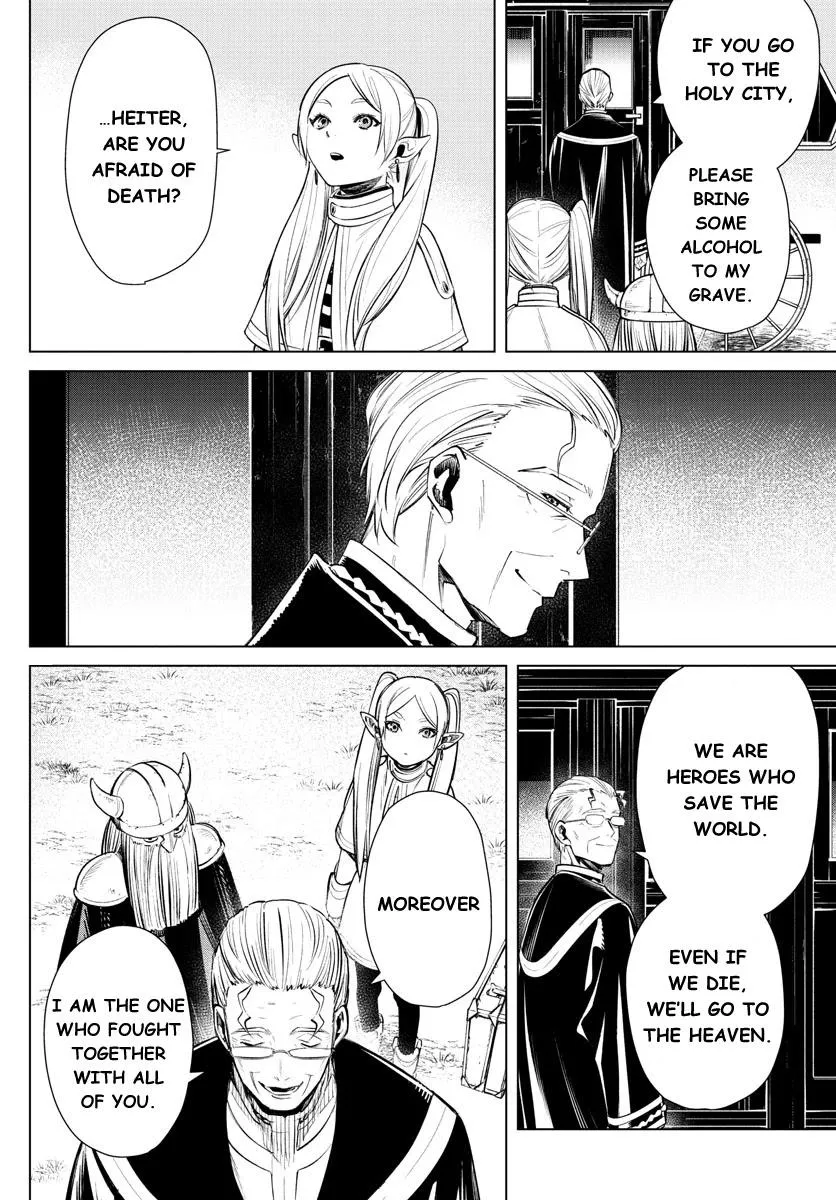 IF YOU GO
TO THE
HOLY CITY,
PLEASE
BRING
SOME
ALCOHOL
TO MY
GRAVE.
...HEITER,
ARE YOU
AFRAID OF
DEATH?
WE ARE
HEROES WHO
SAVE THE
WORLD.
EVEN IF
WE DIE,
WE'LL GO TO
THE HEAVEN.
MOREOVER
I AM THE ONE
WHO FOUGHT
TOGETHER
WITH ALL
OF YOU.